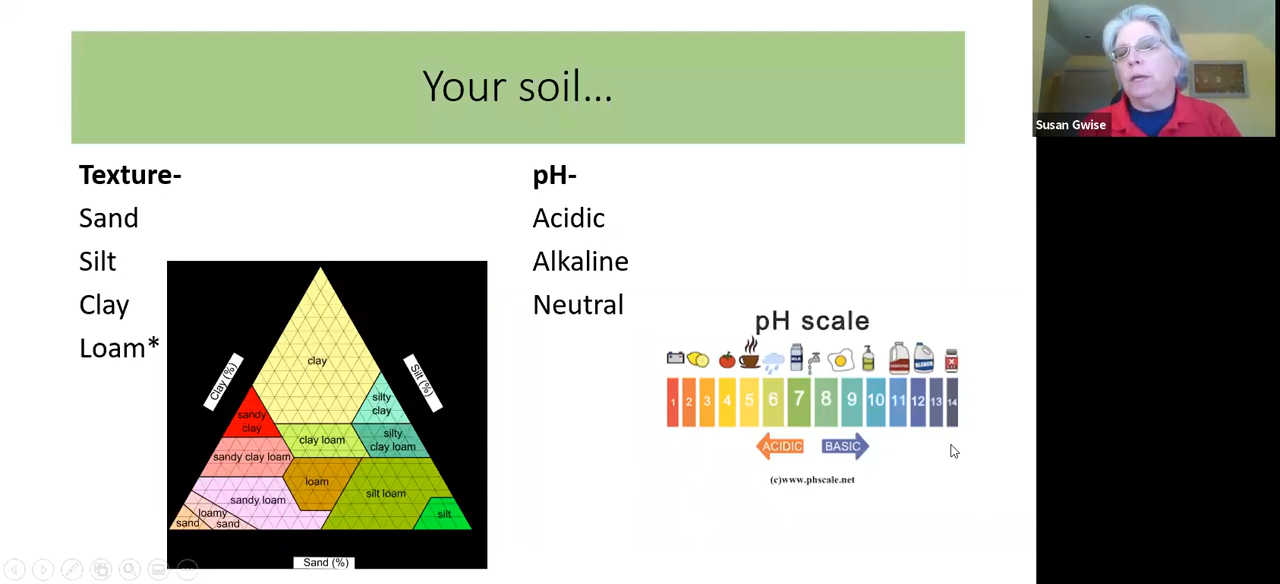 Your soil...
Susan Gwise
Texture-
Sand
Silt
Clay
Loam*
Clay (%)
Silt (%)
clay
silty
clay
sandy
clay
clay loam
silty
clay loam
sandy clay loam
loam
silt loam
sandy loam
loamy
sand
sand
silt
Sand (%)
pH-
Acidic
Alkaline
Neutral
pH scale
1 2 3 4 5 6 7 8 9 10 11 12 13 14
ACIDIC
BASIC
(c)www.phscale.net